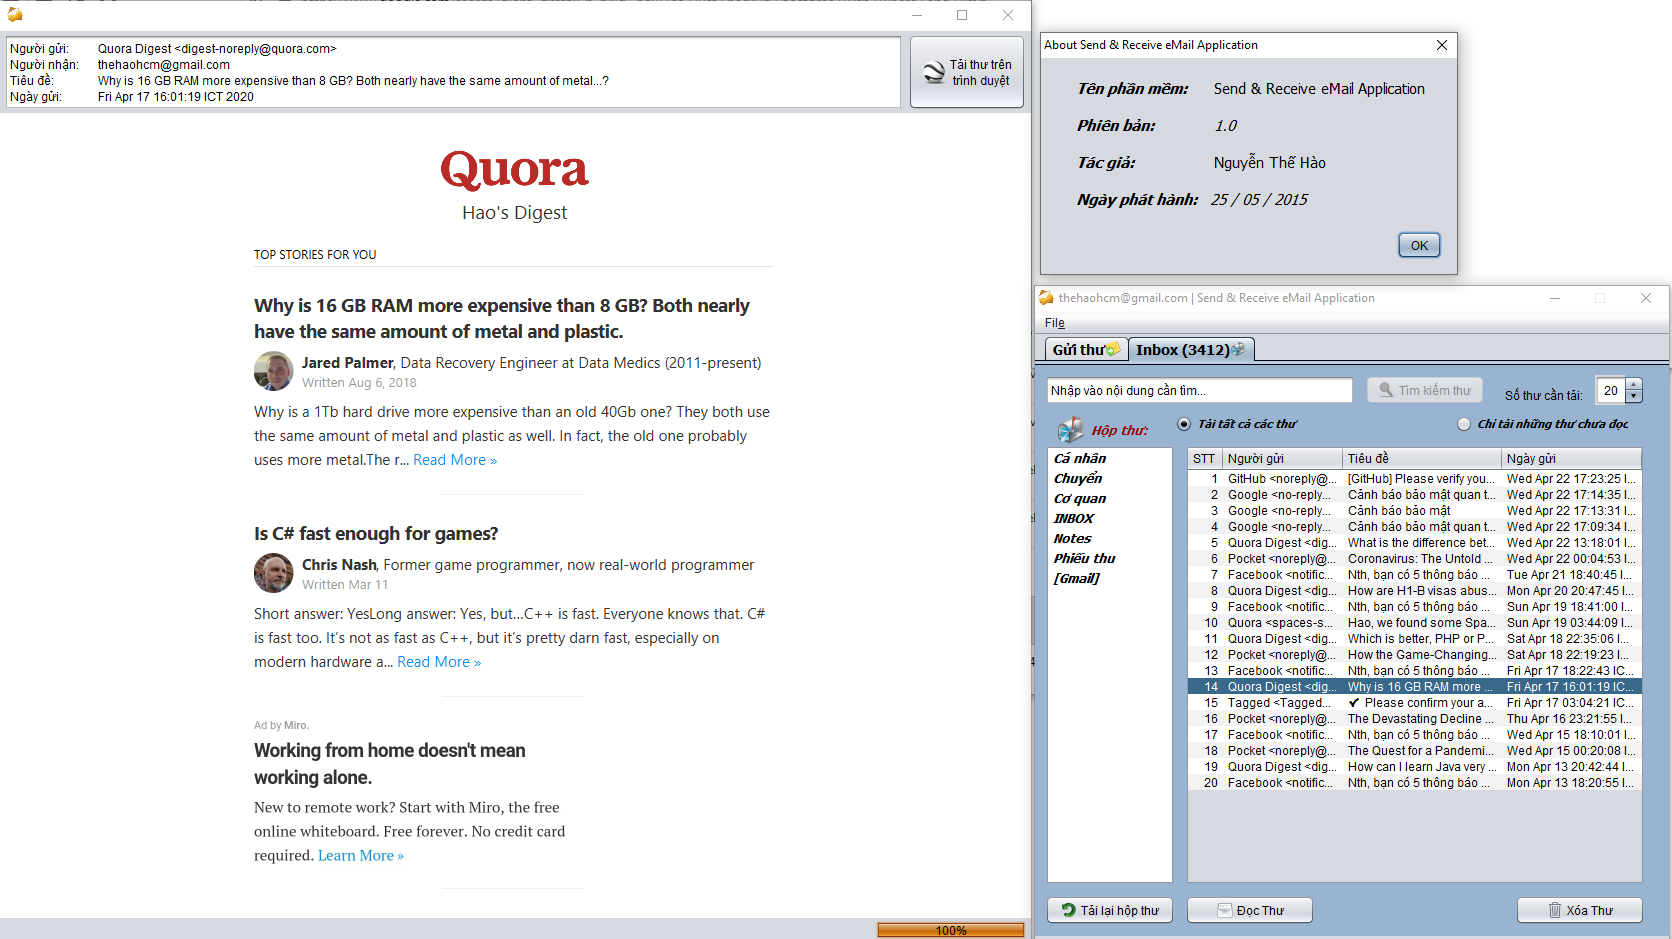 Người gửi: Quora Digest <digest-noreply@quora.com>
Người nhận: thehaohcm@gmail.com
Tiêu đề: Why is 16 GB RAM more expensive than 8 GB? Both nearly have the same amount of metal...?
Ngày gửi: Fri Apr 17 16:01:19 ICT 2020
Tải thư trên
trình duyệt
Quora
Hao's Digest
TOP STORIES FOR YOU
Why is 16 GB RAM more expensive than 8 GB? Both nearly
have the same amount of metal and plastic.
Jared Palmer, Data Recovery Engineer at Data Medics (2011-present)
Written Aug 6, 2018
Why is a 1Tb hard drive more expensive than an old 40Gb one? They both use
the same amount of metal and plastic as well. In fact, the old one probably
uses more metal.The r... Read More »
Is C# fast enough for games?
Chris Nash, Former game programmer, now real-world programmer
Written Mar 11
Short answer: YesLong answer: Yes, but...C++ is fast. Everyone knows that. C#
is fast too. It's not as fast as C++, but it's pretty darn fast, especially on
modern hardware a... Read More »
Ad by Miro.
Working from home doesn't mean
working alone.
New to remote work? Start with Miro, the free
online whiteboard. Free forever. No credit card
required. Learn More »
100%
About Send & Receive eMail Application
Tên phần mềm: Send & Receive eMail Application
Phiên bản: 1.0
Tác giả: Nguyễn Thế Hào
Ngày phát hành: 25 / 05 / 2015
OK
thehaohcm@gmail.com | Send & Receive eMail Application
File
Gửi thư Inbox (3412)
Nhập vào nội dung cần tìm... Tìm kiếm thư Số thư cần tải: 20
Hộp thư: Tải tất cả các thư Chỉ tải những thư chưa đọc
Cá nhân
Chuyển
Cơ quan
INBOX
Notes
Phiếu thu
[Gmail]
STT Người gửi Tiêu đề Ngày gửi
1 GitHub <noreply@... [GitHub] Please verify you... Wed Apr 22 17:23:25 I...
2 Google <no-reply... Cảnh báo bảo mật quan t... Wed Apr 22 17:14:35 I...
3 Google <no-reply... Cảnh báo bảo mật Wed Apr 22 17:13:31 I...
4 Google <no-reply... Cảnh báo bảo mật quan t... Wed Apr 22 17:09:34 I...
5 Quora Digest <dig... What is the difference bet... Wed Apr 22 13:18:01 I...
6 Pocket <noreply@... Coronavirus: The Untold ... Wed Apr 22 00:04:53 I...
7 Facebook <notific... Nth, bạn có 5 thông báo ... Tue Apr 21 18:40:45 I...
8 Quora Digest <dig... How are H1-B visas abus... Mon Apr 20 20:47:45 I...
9 Facebook <notific... Nth, bạn có 5 thông báo ... Sun Apr 19 18:41:00 I...
10 Quora <spaces-s... Hao, we found some Spa... Sun Apr 19 03:44:09 I...
11 Quora Digest <dig... Which is better, PHP or P... Sat Apr 18 22:35:06 I...
12 Pocket <noreply@... How the Game-Changing... Sat Apr 18 22:19:23 I...
13 Facebook <notific... Nth, bạn có 5 thông báo ... Fri Apr 17 18:22:43 IC...
14 Quora Digest <dig... Why is 16 GB RAM more ... Fri Apr 17 16:01:19 IC...
15 Tagged <Tagged... ✔ Please confirm your a... Fri Apr 17 03:04:21 IC...
16 Pocket <noreply@... The Devastating Decline ... Thu Apr 16 23:21:55 I...
17 Facebook <notific... Nth, bạn có 5 thông báo ... Wed Apr 15 18:10:01 I...
18 Pocket <noreply@... The Quest for a Pandemi... Wed Apr 15 00:20:08 I...
19 Quora Digest <dig... How can I learn Java very ... Mon Apr 13 20:42:44 I...
20 Facebook <notific... Nth, bạn có 5 thông báo ... Mon Apr 13 18:20:55 I...
Tải lại hộp thư Đọc Thư Xóa Thư